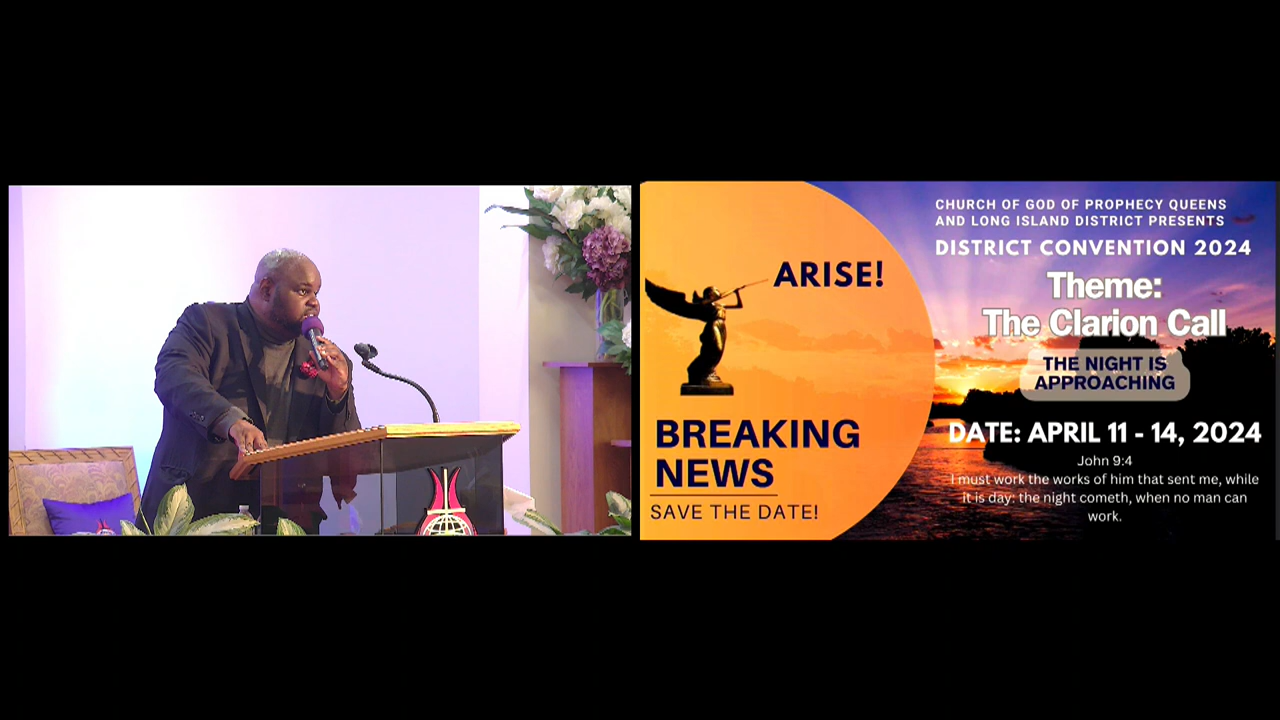 ARISE!
BREAKING
NEWS
SAVE THE DATE!
CHURCH OF GOD OF PROPHECY QUEENS
AND LONG ISLAND DISTRICT PRESENTS
DISTRICT CONVENTION 2024
Theme:
The Clarion Call
THE NIGHT IS
APPROACHING
DATE: APRIL 11 - 14, 2024
John 9:4
I must work the works of him that sent me, while
it is day: the night cometh, when no man can
work.